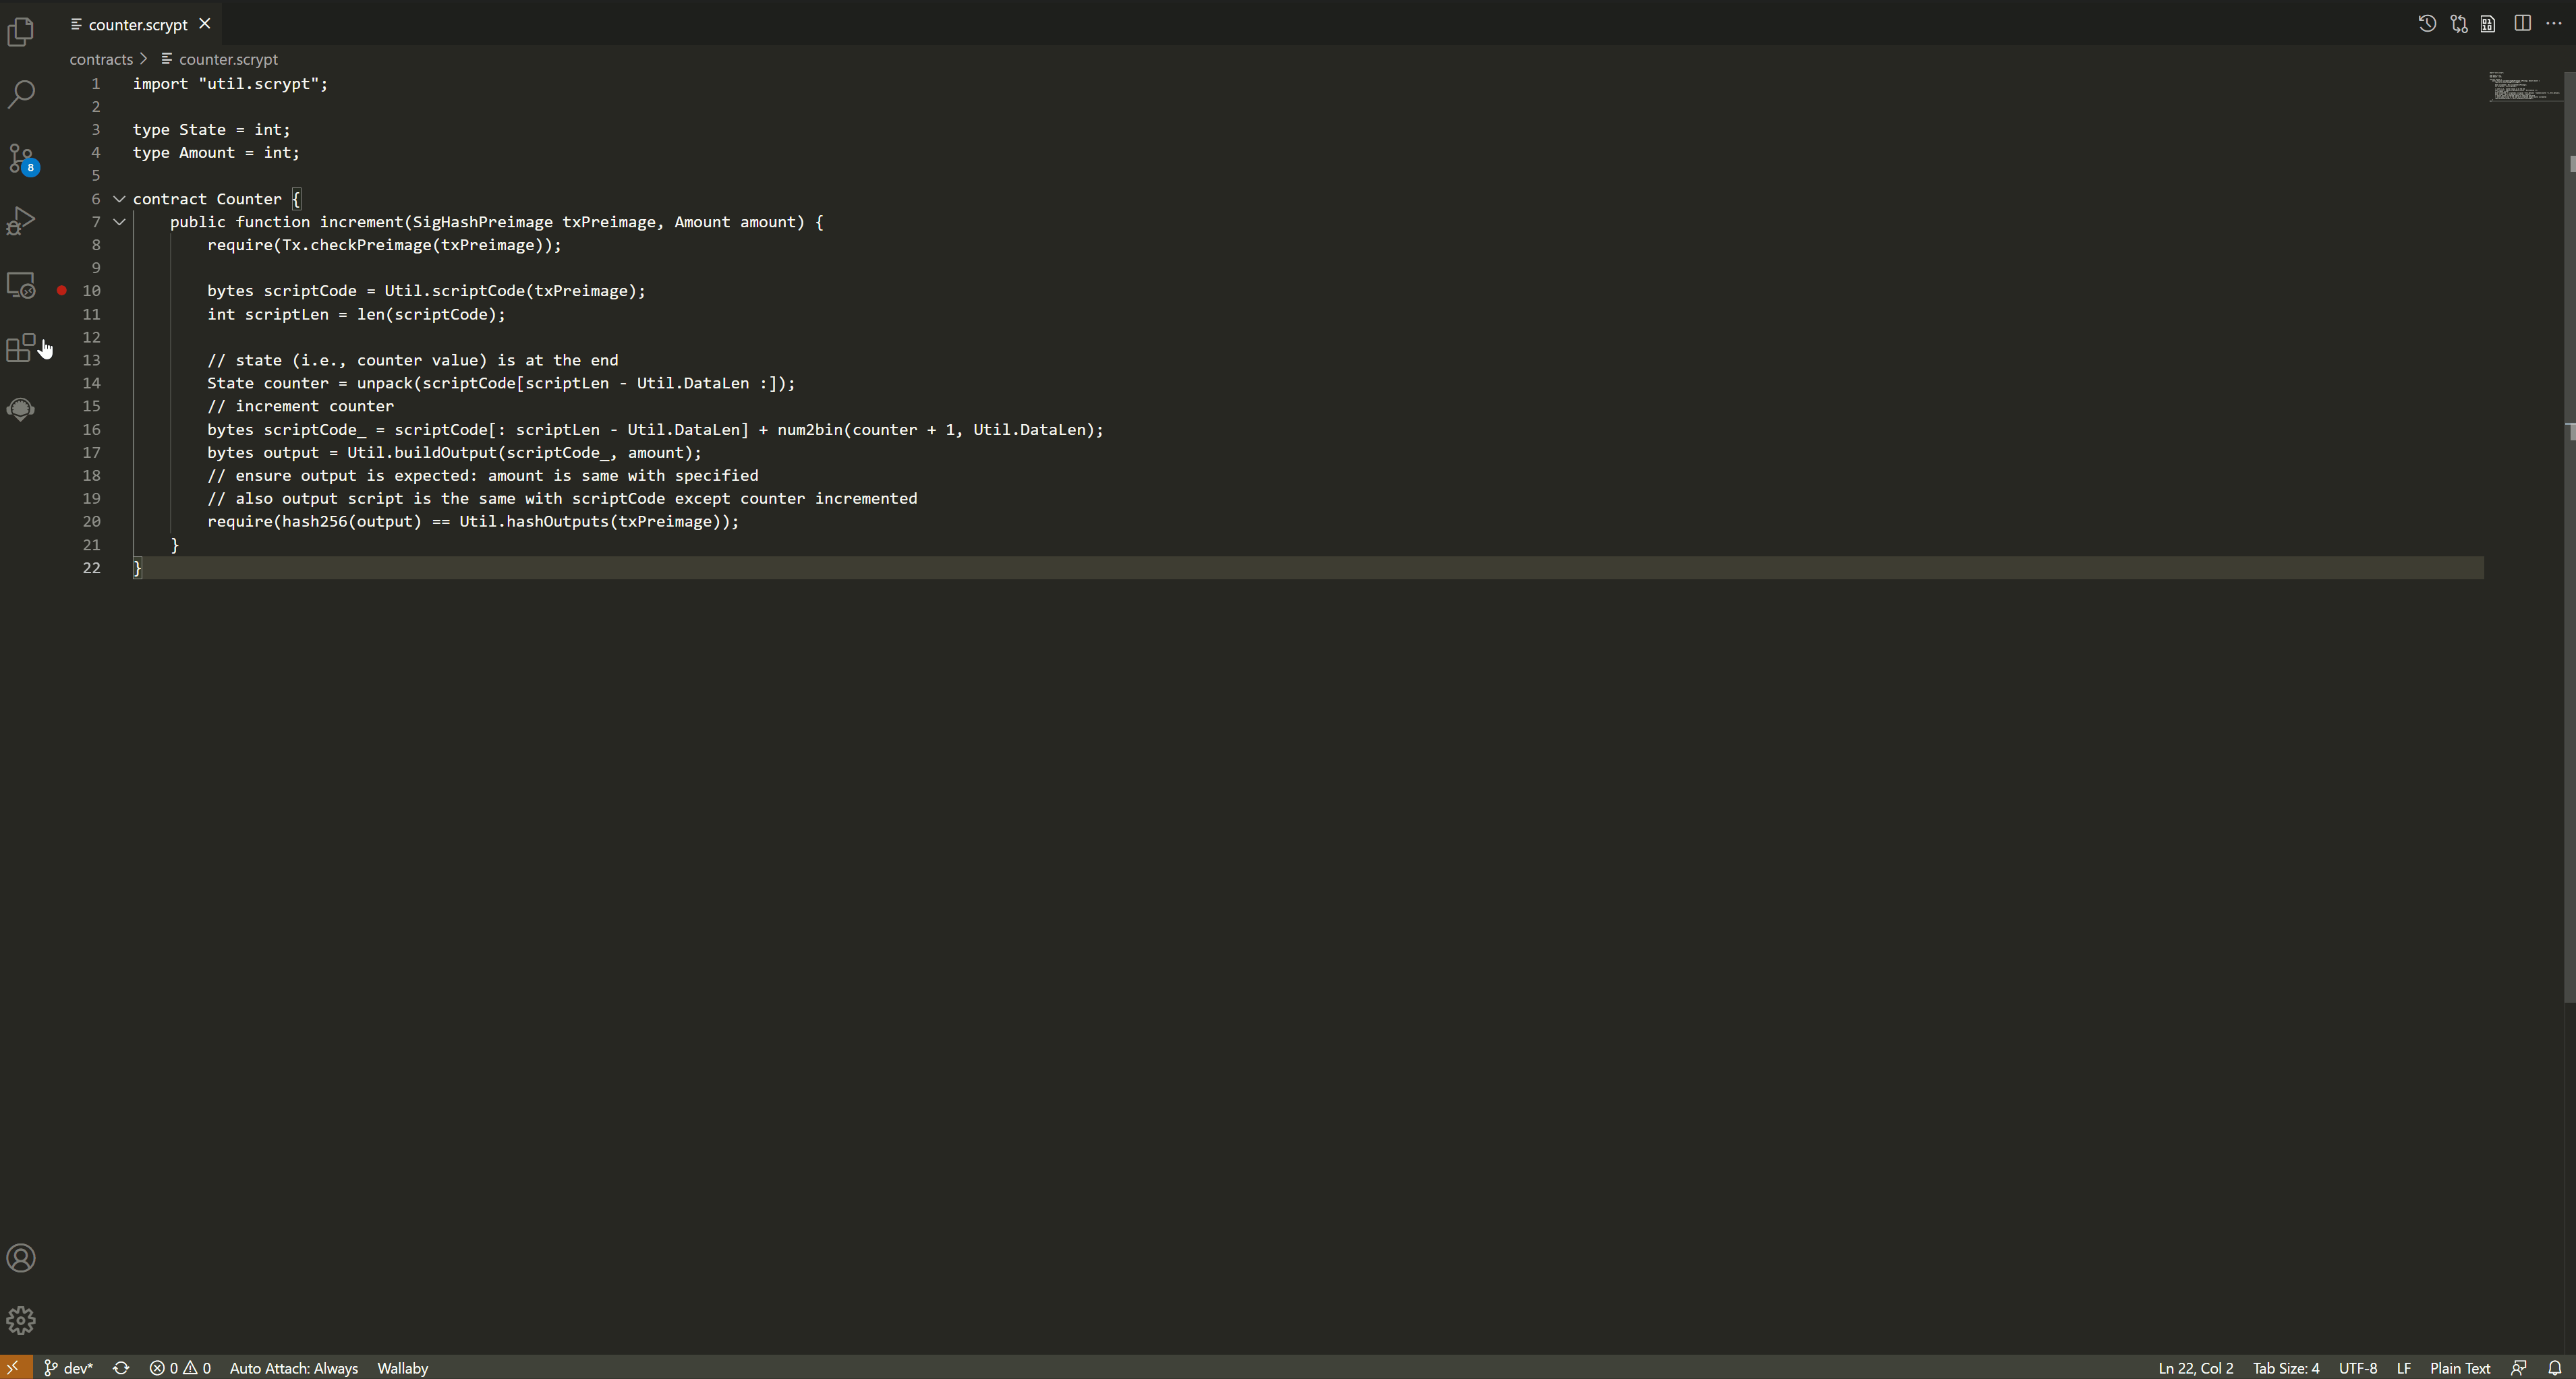 counter.scrypt
contracts > counter.scrypt
1 import "util.scrypt";
2
3 type State = int;
4 type Amount = int;
5
6 contract Counter {
7     public function increment(SigHashPreimage txPreimage, Amount amount) {
8         require(Tx.checkPreimage(txPreimage));
9
10         bytes scriptCode = Util.scriptCode(txPreimage);
11         int scriptLen = len(scriptCode);
12
13         // state (i.e., counter value) is at the end
14         State counter = unpack(scriptCode[scriptLen - Util.DataLen :]);
15         // increment counter
16         bytes scriptCode_ = scriptCode[: scriptLen - Util.DataLen] + num2bin(counter + 1, Util.DataLen);
17         bytes output = Util.buildOutput(scriptCode_, amount);
18         // ensure output is expected: amount is same with specified
19         // also output script is the same with scriptCode except counter incremented
20         require(hash256(output) == Util.hashOutputs(txPreimage));
21     }
22 }
8
dev* 0 0 Auto Attach: Always Wallaby Ln 22, Col 2 Tab Size: 4 UTF-8 LF Plain Text